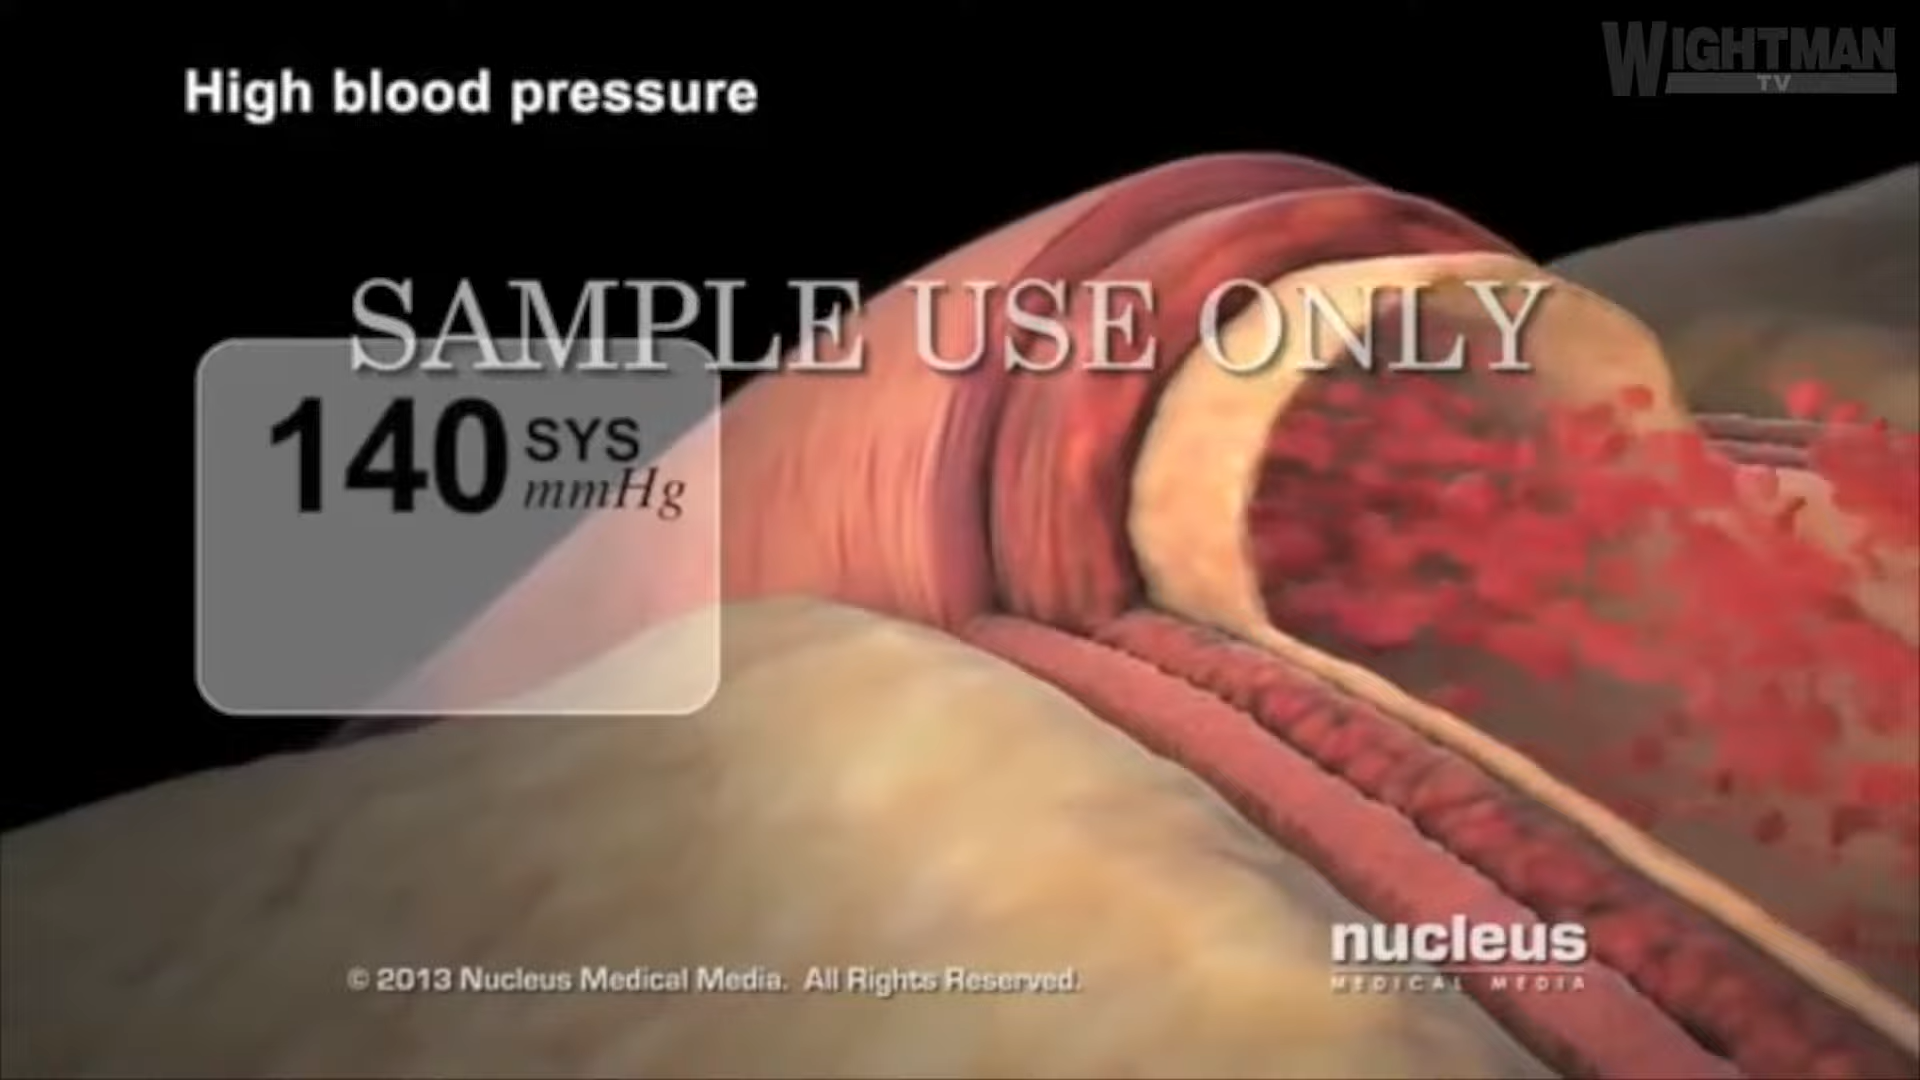 WIGHTMAN
TV
High blood pressure
SAMPLE USE ONLY
140 SYS
mmHg
nucleus
MEDICAL MEDIA
© 2013 Nucleus Medical Media. All Rights Reserved.